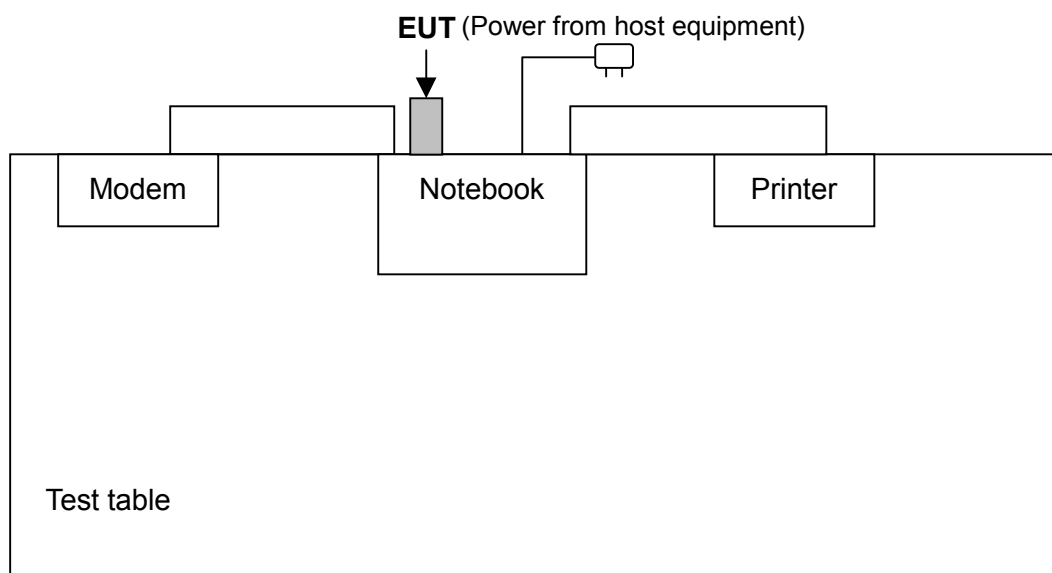 EUT (Power from host equipment)
Modem
Notebook
Printer
Test table